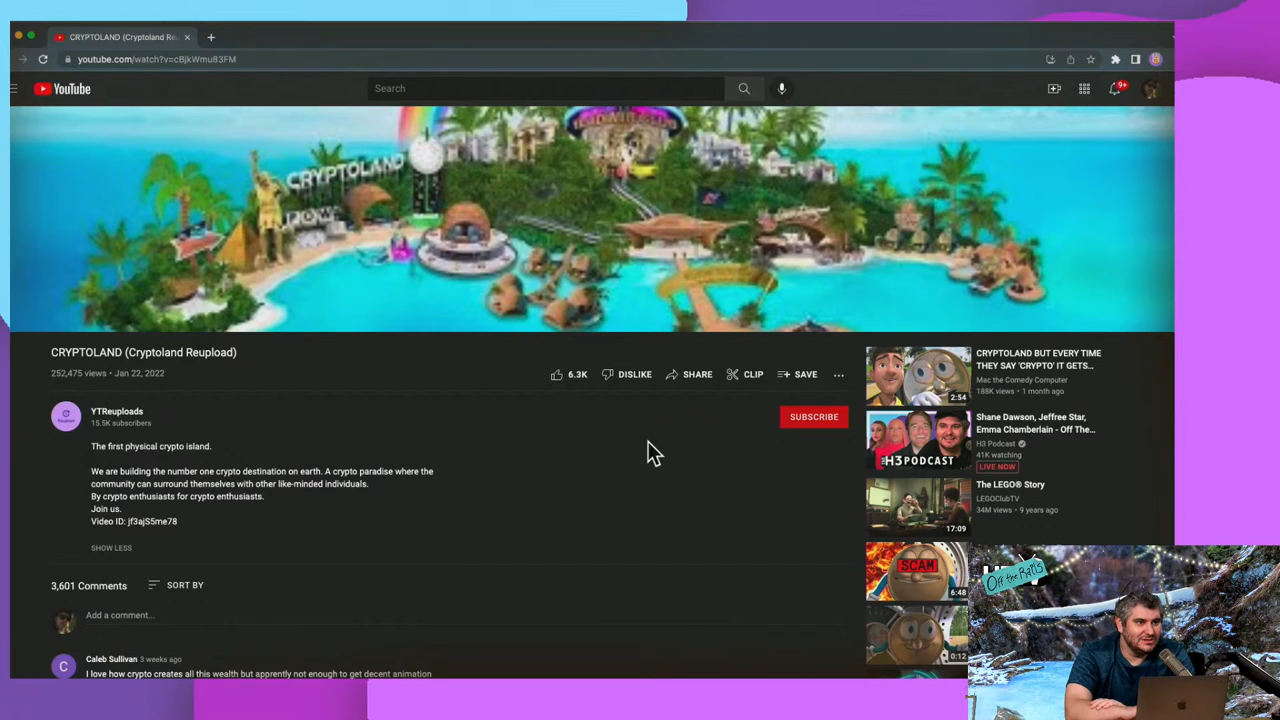 CRYPTOLAND (Cryptoland Re...
youtube.com/watch?v=cBjkWmu83FM
YouTube
Search
9+
CRYPTOLAND
CRYPTOLAND (Cryptoland Reupload)
252,475 views • Jan 22, 2022
6.3K
DISLIKE
SHARE
CLIP
SAVE
YTReuploads
15.5K subscribers
SUBSCRIBE
The first physical crypto island.
We are building the number one crypto destination on earth. A crypto paradise where the
community can surround themselves with other like-minded individuals.
By crypto enthusiasts for crypto enthusiasts.
Join us.
Video ID: jf3ajS5me78
SHOW LESS
3,601 Comments
SORT BY
Add a comment...
C
Caleb Sullivan 3 weeks ago
I love how crypto creates all this wealth but apprently not enough to get decent animation
2:54
CRYPTOLAND BUT EVERY TIME
THEY SAY 'CRYPTO' IT GETS...
Mac the Comedy Computer
188K views • 1 month ago
H3PODCAST
Shane Dawson, Jeffree Star,
Emma Chamberlain - Off The...
H3 Podcast
41K watching
LIVE NOW
17:09
The LEGO® Story
LEGOClubTV
34M views • 9 years ago
SCAM
6:48
0:12
Off the Rails